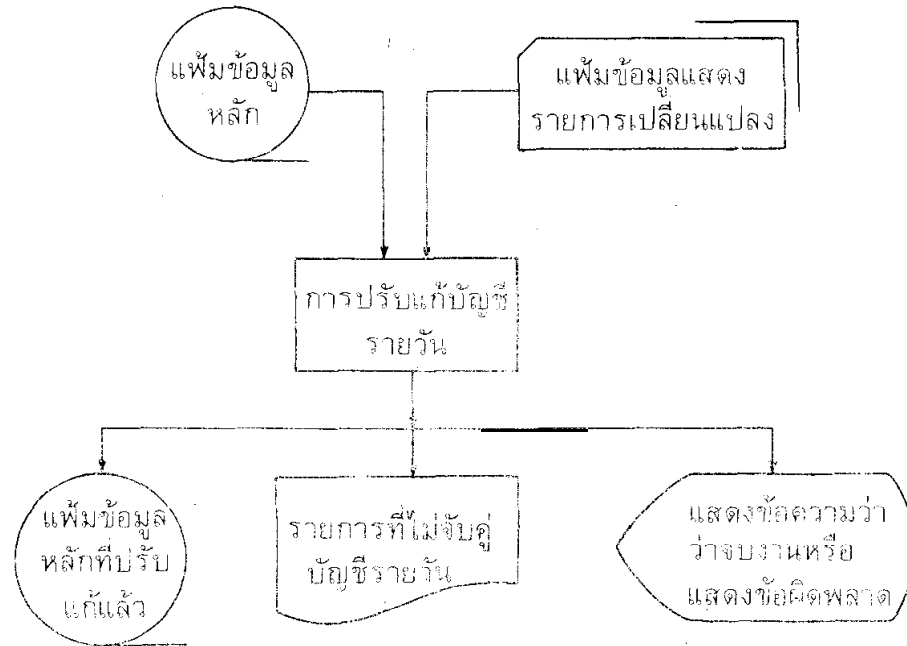 แฟ้มข้อมูล
หลัก
แฟ้มข้อมูลแสดง
รายการเปลี่ยนแปลง
การปรับแก้บัญชี
รายวัน
แฟ้มข้อมูล
หลักที่ปรับ
แก้แล้ว
รายการที่ไม่จับคู่
บัญชีรายวัน
แสดงข้อความว่า
ว่าจบงานหรือ
แสดงข้อผิดพลาด